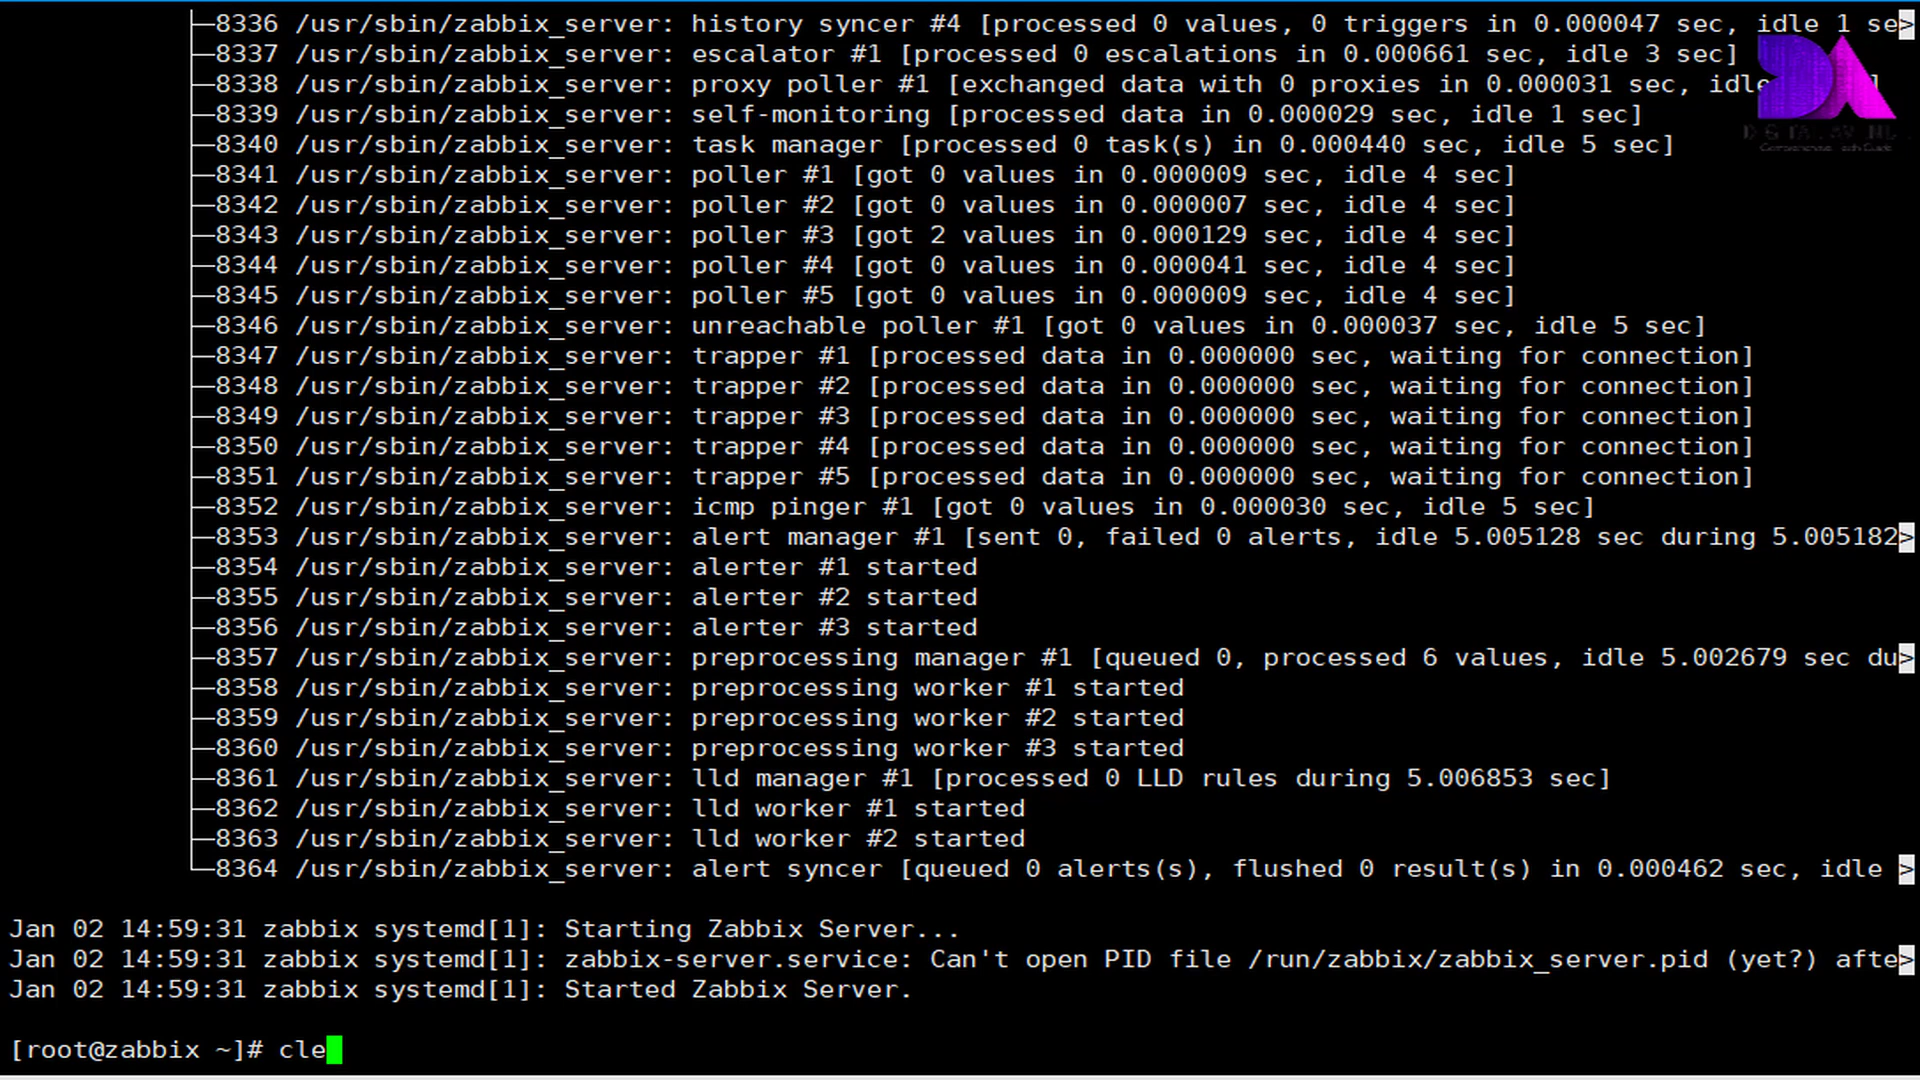 ├─8336 /usr/sbin/zabbix_server: history syncer #4 [processed 0 values, 0 triggers in 0.000047 sec, idle 1 se>
├─8337 /usr/sbin/zabbix_server: escalator #1 [processed 0 escalations in 0.000661 sec, idle 3 sec]
├─8338 /usr/sbin/zabbix_server: proxy poller #1 [exchanged data with 0 proxies in 0.000031 sec,
├─8339 /usr/sbin/zabbix_server: self-monitoring [processed data in 0.000029 sec, idle 1 sec]
├─8340 /usr/sbin/zabbix_server: task manager [processed 0 task(s) in 0.000440 sec, idle 5 sec]
├─8341 /usr/sbin/zabbix_server: poller #1 [got 0 values in 0.000009 sec, idle 4 sec]
├─8342 /usr/sbin/zabbix_server: poller #2 [got 0 values in 0.000007 sec, idle 4 sec]
├─8343 /usr/sbin/zabbix_server: poller #3 [got 2 values in 0.000129 sec, idle 4 sec]
├─8344 /usr/sbin/zabbix_server: poller #4 [got 0 values in 0.000041 sec, idle 4 sec]
├─8345 /usr/sbin/zabbix_server: poller #5 [got 0 values in 0.000009 sec, idle 4 sec]
├─8346 /usr/sbin/zabbix_server: unreachable poller #1 [got 0 values in 0.000037 sec, idle 5 sec]
├─8347 /usr/sbin/zabbix_server: trapper #1 [processed data in 0.000000 sec, waiting for connection]
├─8348 /usr/sbin/zabbix_server: trapper #2 [processed data in 0.000000 sec, waiting for connection]
├─8349 /usr/sbin/zabbix_server: trapper #3 [processed data in 0.000000 sec, waiting for connection]
├─8350 /usr/sbin/zabbix_server: trapper #4 [processed data in 0.000000 sec, waiting for connection]
├─8351 /usr/sbin/zabbix_server: trapper #5 [processed data in 0.000000 sec, waiting for connection]
├─8352 /usr/sbin/zabbix_server: icmp pinger #1 [got 0 values in 0.000030 sec, idle 5 sec]
├─8353 /usr/sbin/zabbix_server: alert manager #1 [sent 0, failed 0 alerts, idle 5.005128 sec during 5.005182>
├─8354 /usr/sbin/zabbix_server: alerter #1 started
├─8355 /usr/sbin/zabbix_server: alerter #2 started
├─8356 /usr/sbin/zabbix_server: alerter #3 started
├─8357 /usr/sbin/zabbix_server: preprocessing manager #1 [queued 0, processed 6 values, idle 5.002679 sec du>
├─8358 /usr/sbin/zabbix_server: preprocessing worker #1 started
├─8359 /usr/sbin/zabbix_server: preprocessing worker #2 started
├─8360 /usr/sbin/zabbix_server: preprocessing worker #3 started
├─8361 /usr/sbin/zabbix_server: lld manager #1 [processed 0 LLD rules during 5.006853 sec]
├─8362 /usr/sbin/zabbix_server: lld worker #1 started
├─8363 /usr/sbin/zabbix_server: lld worker #2 started
└─8364 /usr/sbin/zabbix_server: alert syncer [queued 0 alerts(s), flushed 0 result(s) in 0.000462 sec, idle >
Jan 02 14:59:31 zabbix systemd[1]: Starting Zabbix Server...
Jan 02 14:59:31 zabbix systemd[1]: zabbix-server.service: Can't open PID file /run/zabbix/zabbix_server.pid (yet?) afte>
Jan 02 14:59:31 zabbix systemd[1]: Started Zabbix Server.
[root@zabbix ~]# cle